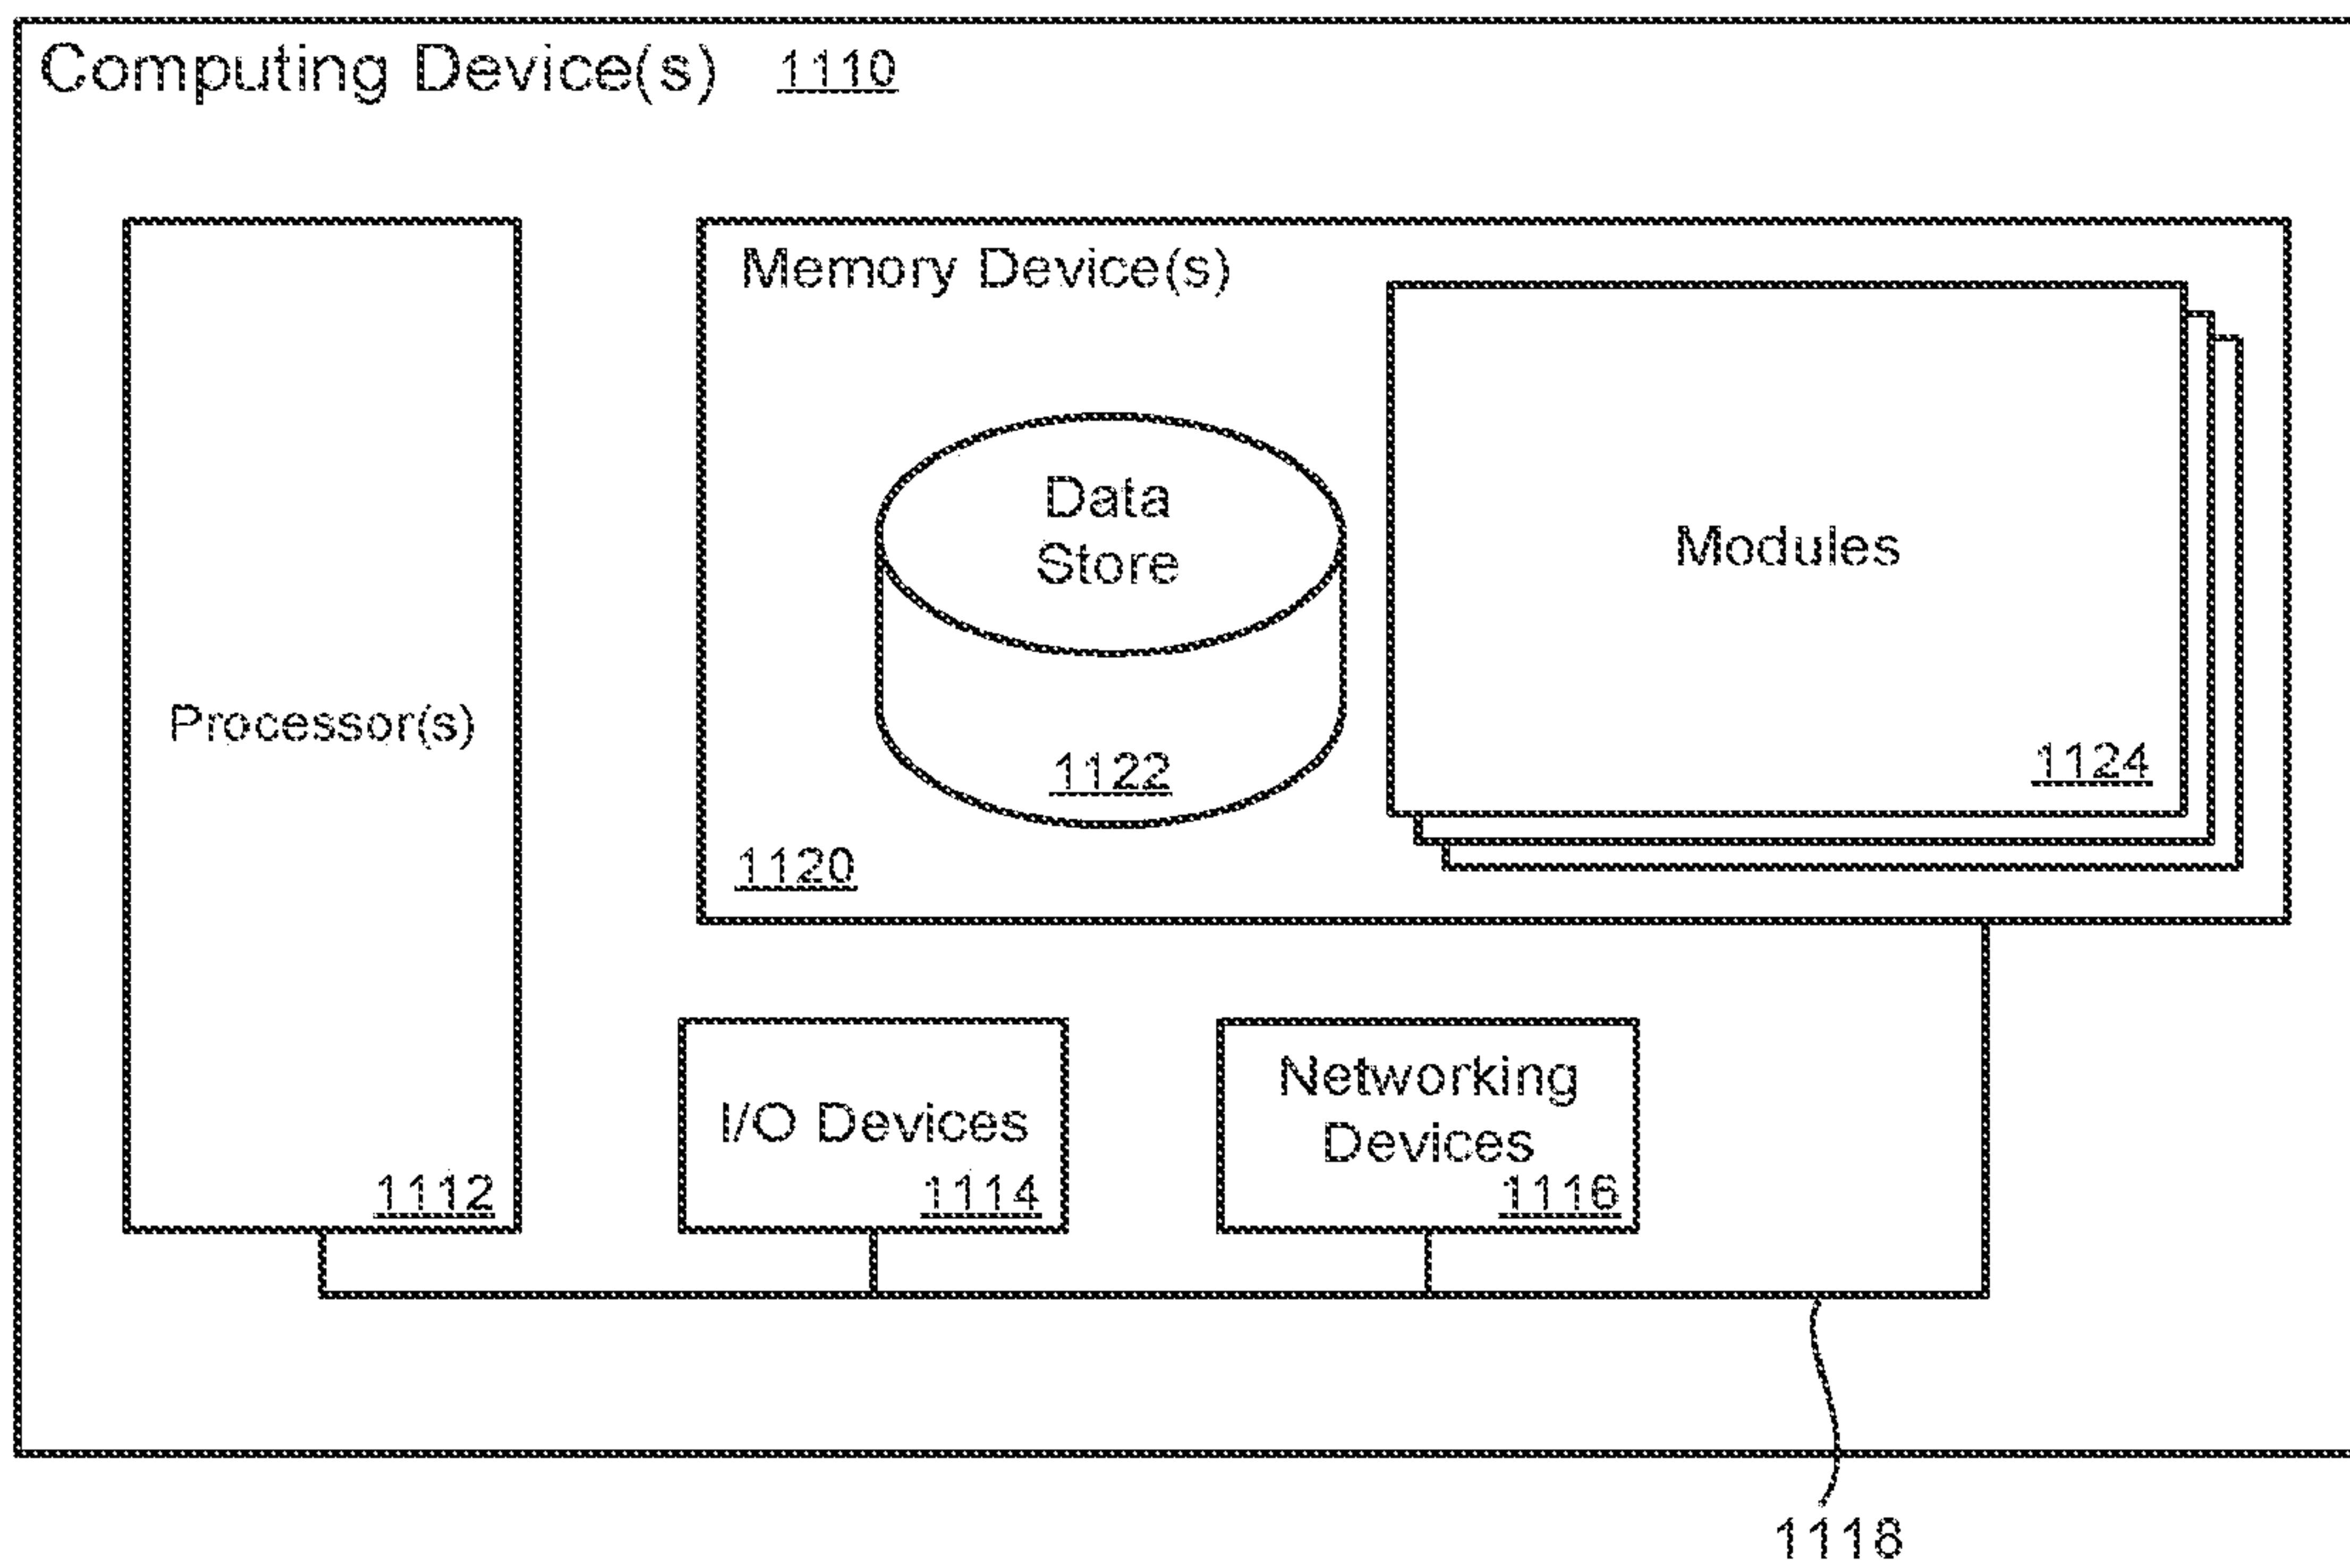 Computing Device(s) 1110
Memory Device(s)
Data
Store
1122
1120
Modules
1124
Processor(s)
1112
I/O Devices
1114
Networking
Devices
1116
1118